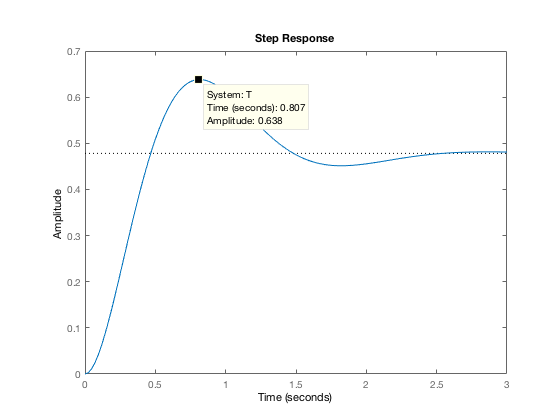 Step Response
0.7
0.6
0.5
0.4
0.3
0.2
0.1
0
Amplitude
System: T
Time (seconds): 0.807
Amplitude: 0.638
0 0.5 1 1.5 2 2.5 3
Time (seconds)